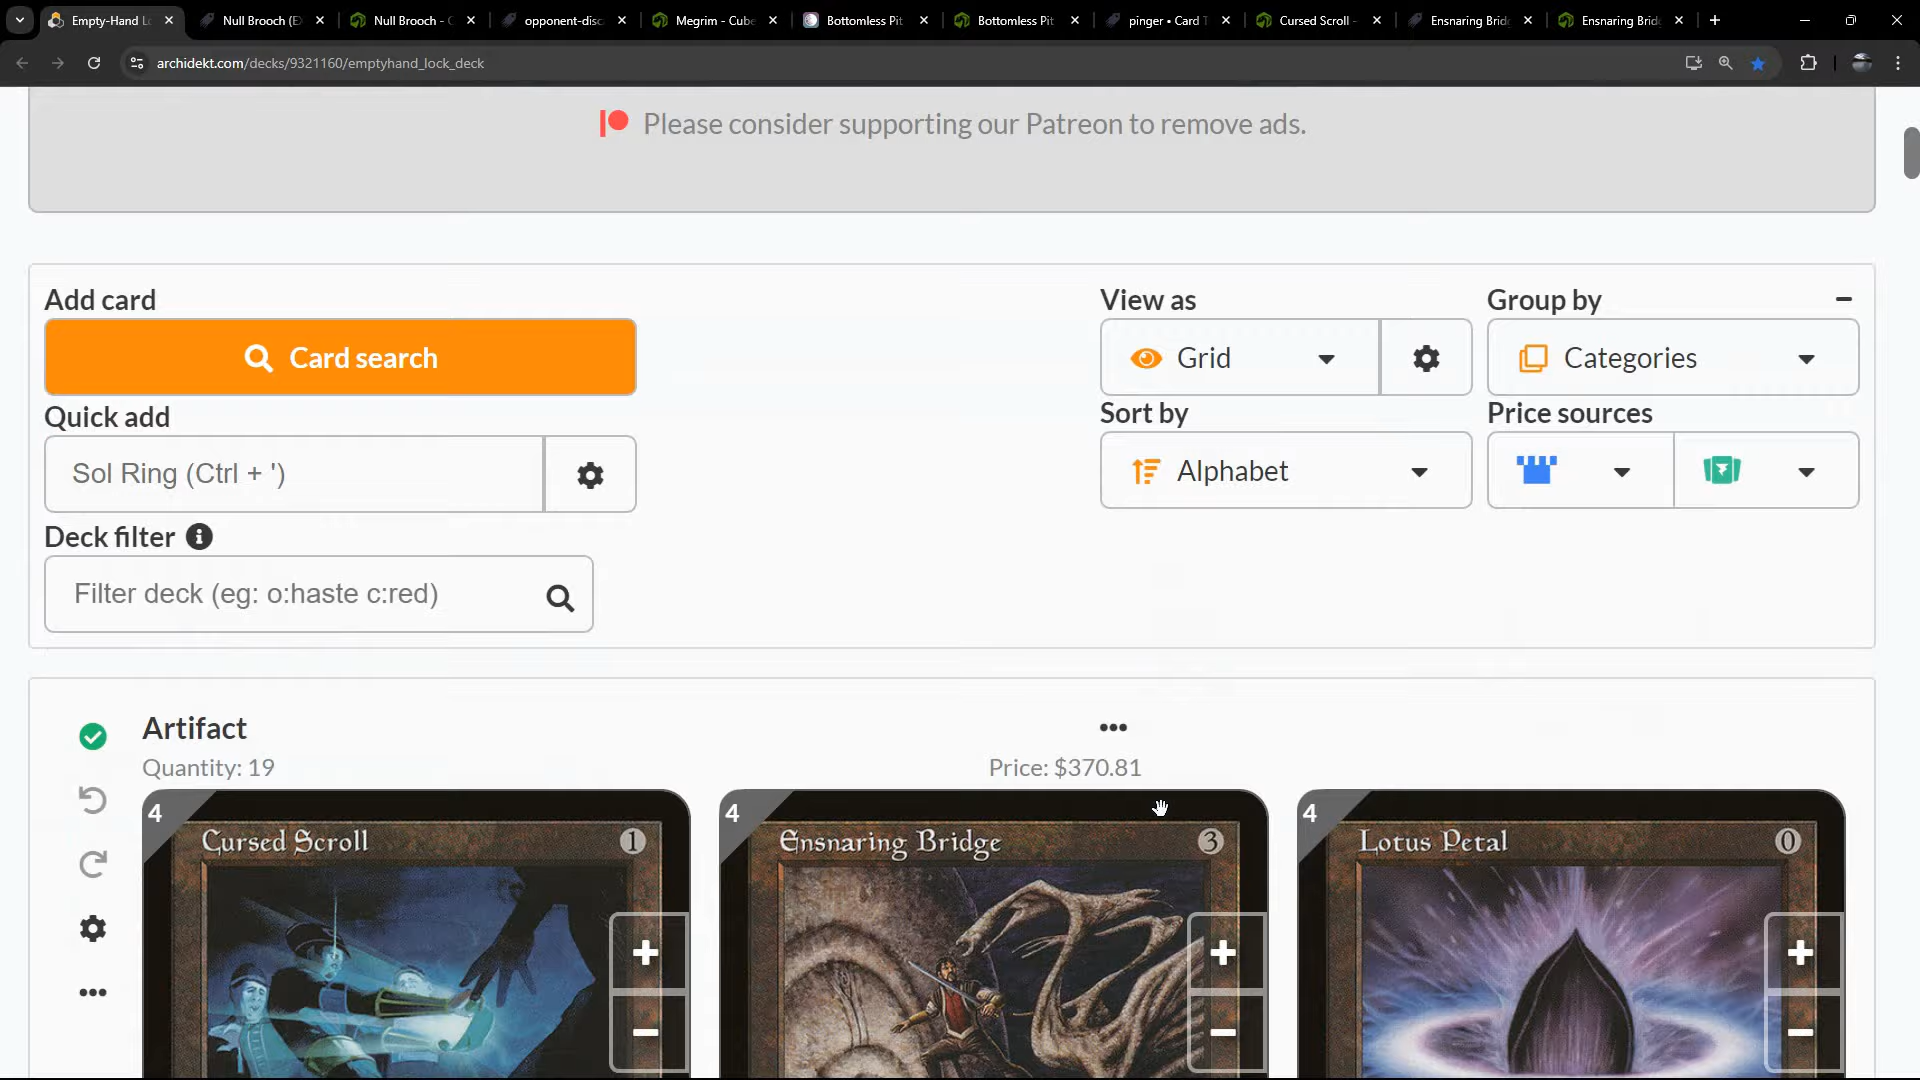 Empty-Hand L
Null Brooch (E
Null Brooch - C
opponent-disc
Megrim - Cube
Bottomless Pit
Bottomless Pit
pinger • Card T
Cursed Scroll -
Ensnaring Brid
Ensnaring Brid
archidekt.com/decks/9321160/emptyhand_lock_deck
Please consider supporting our Patreon to remove ads.
Add card
Card search
Quick add
Sol Ring (Ctrl + ')
Deck filter
Filter deck (eg: o:haste c:red)
View as
Grid
Group by
Categories
Sort by
Alphabet
Price sources
Artifact
Quantity: 19
Price: $370.81
4
Cursed Scroll
1
4
Ensnaring Bridge
3
4
Lotus Petal
0